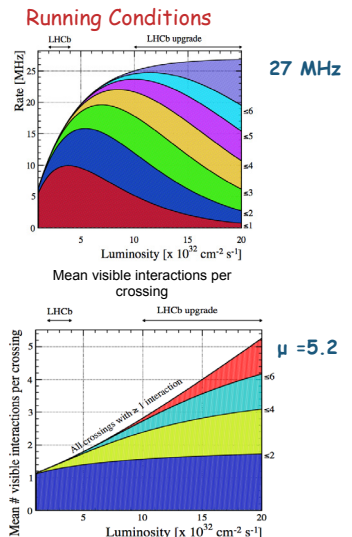 Running Conditions
LHCb
LHCb upgrade
27 MHz
Rate [MHz]
25
20
15
10
5
0
≤6
≤5
≤4
≤3
≤2
≤1
5
10
15
20
Luminosity [x 10³² cm⁻² s⁻¹]
Mean visible interactions per
crossing
LHCb
LHCb upgrade
μ =5.2
Mean # visible interactions per crossing
5
4
3
2
1
0
All crossings with ≥ 1 interaction
≤6
≤4
≤2
5
10
15
20
Luminosity [x 10³² cm⁻² s⁻¹]